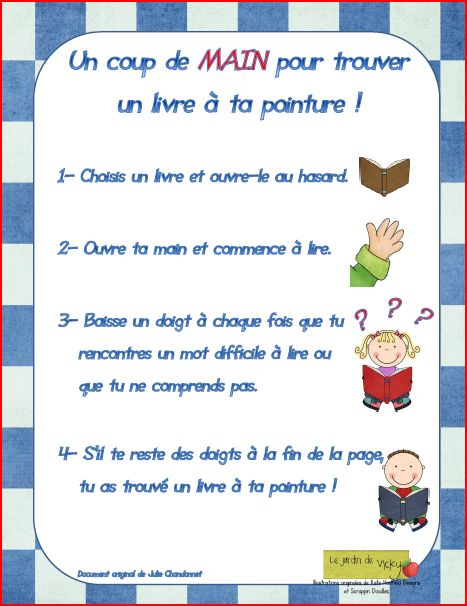 Un coup de MAIN pour trouver
un livre à ta pointure !
1- Choisis un livre et ouvre-le au hasard.
2- Ouvre ta main et commence à lire.
? ? ?
3- Baisse un doigt à chaque fois que tu
rencontres un mot difficile à lire ou
que tu ne comprends pas.
4- S'il te reste des doigts à la fin de la page,
tu as trouvé un livre à ta pointure !
Le jardin de Vicky
Document original de Julie Chandonnet
Illustrations originales de Kate Hadfield Designs
et Scrappin Doodles